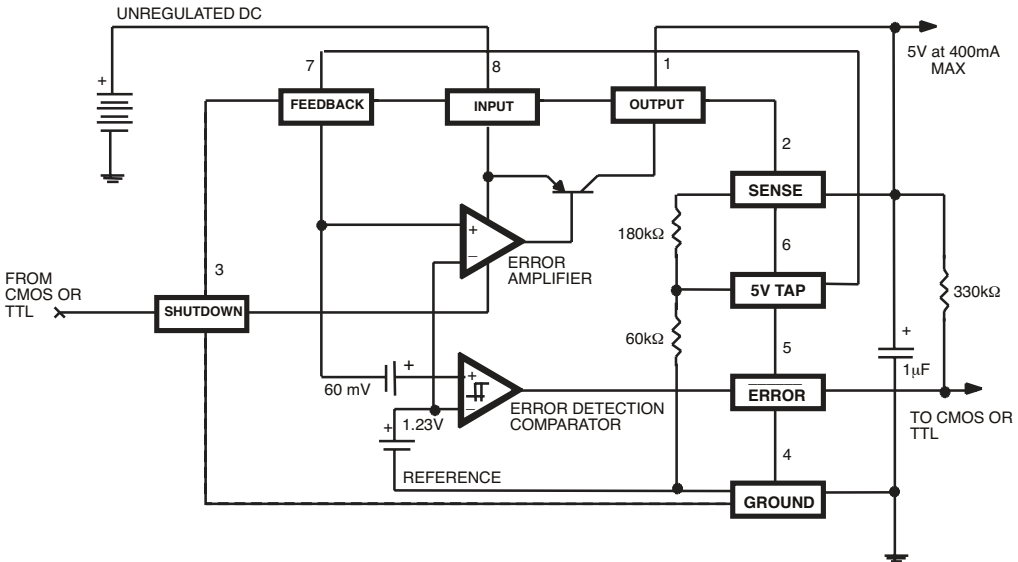 UNREGULATED DC
+
7
8
1
5V at 400mA
MAX
FEEDBACK
INPUT
OUTPUT
2
SENSE
180kΩ
+
−
ERROR
AMPLIFIER
6
FROM
CMOS OR
TTL
3
SHUTDOWN
5V TAP
330kΩ
60kΩ
5
+
1µF
60 mV
+
+
−
ERROR DETECTION
COMPARATOR
ERROR
TO CMOS OR
TTL
+
1.23V
REFERENCE
4
GROUND